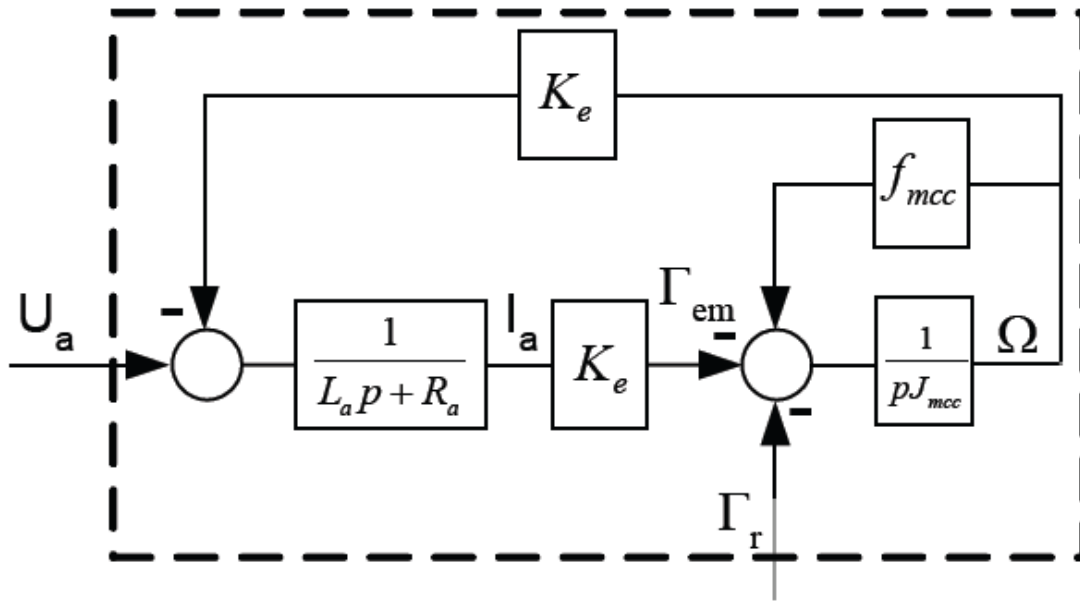 K_e
f_mcc
-
U_a
1
L_a p + R_a
I_a
K_e
Γ_em
-
1
pJ_mcc
Ω
-
Γ_r